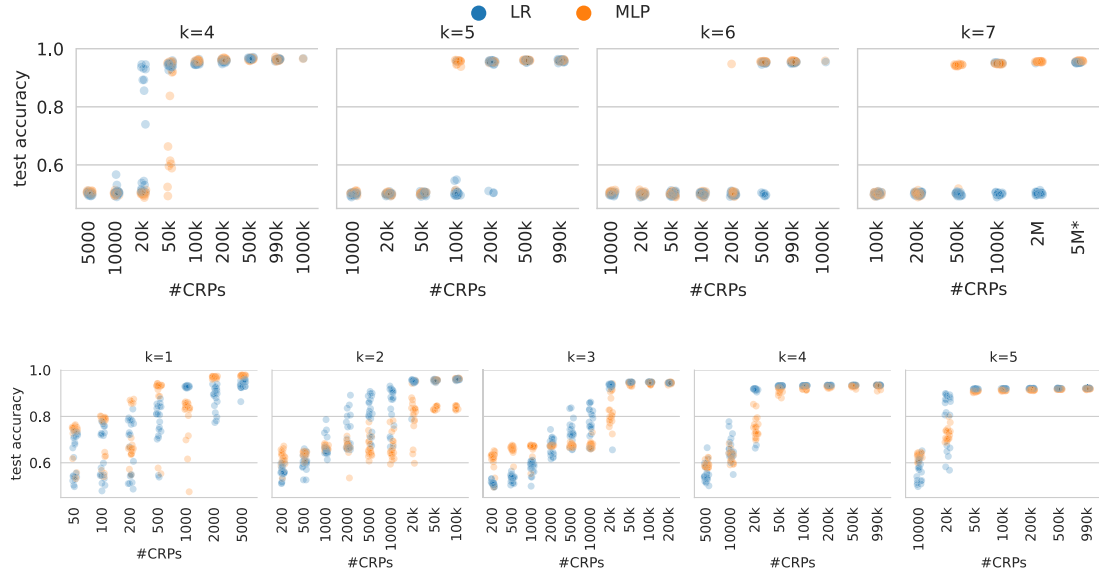 LR MLP
k=4 k=5 k=6 k=7
test accuracy
1.0
0.8
0.6
5000 10000 20k 50k 100k 200k 500k 990k 1000k
10000 20k 50k 100k 200k 500k 990k
10000 20k 50k 100k 200k 500k 990k 1000k
100k 200k 500k 1000k 2M 5M*
#CRPs #CRPs #CRPs #CRPs
k=1 k=2 k=3 k=4 k=5
test accuracy
1.0
0.8
0.6
50 100 200 500 1000 2000 5000
200 500 1000 2000 5000 10000 20k 50k 100k
200 500 1000 2000 5000 10000 20k 50k 100k 200k
5000 10000 20k 50k 100k 200k 500k 990k
10000 20k 50k 100k 200k 500k 990k
#CRPs #CRPs #CRPs #CRPs #CRPs